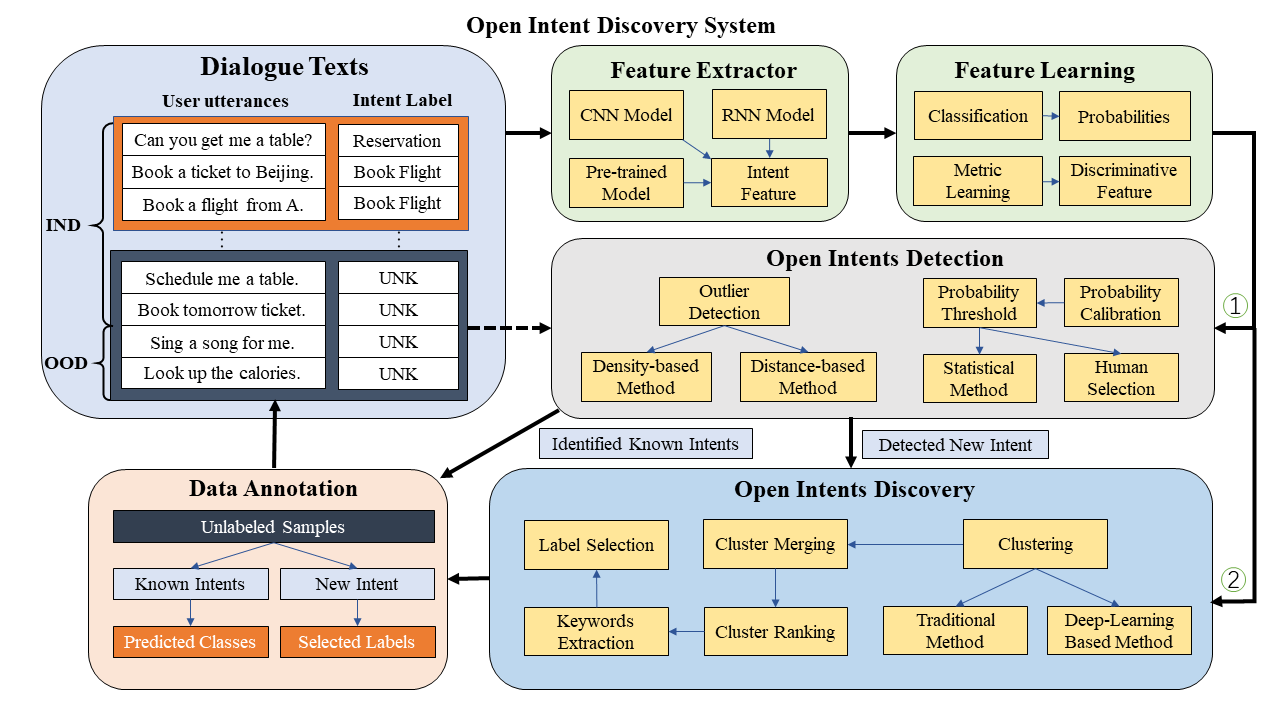 Open Intent Discovery System
Dialogue Texts
User utterances
Intent Label
Can you get me a table?
Reservation
Book a ticket to Beijing.
Book Flight
Book a flight from A.
Book Flight
IND
Schedule me a table.
UNK
Book tomorrow ticket.
UNK
Sing a song for me.
UNK
OOD
Look up the calories.
UNK
Feature Extractor
CNN Model
RNN Model
Pre-trained
Model
Intent
Feature
Feature Learning
Classification
Probabilities
Metric
Learning
Discriminative
Feature
Open Intents Detection
Outlier
Detection
Density-based
Method
Distance-based
Method
Probability
Threshold
Probability
Calibration
Statistical
Method
Human
Selection
①
Identified Known Intents
Detected New Intent
Data Annotation
Unlabeled Samples
Known Intents
New Intent
Predicted Classes
Selected Labels
Open Intents Discovery
Label Selection
Cluster Merging
Clustering
Keywords
Extraction
Cluster Ranking
Traditional
Method
Deep-Learning
Based Method
②